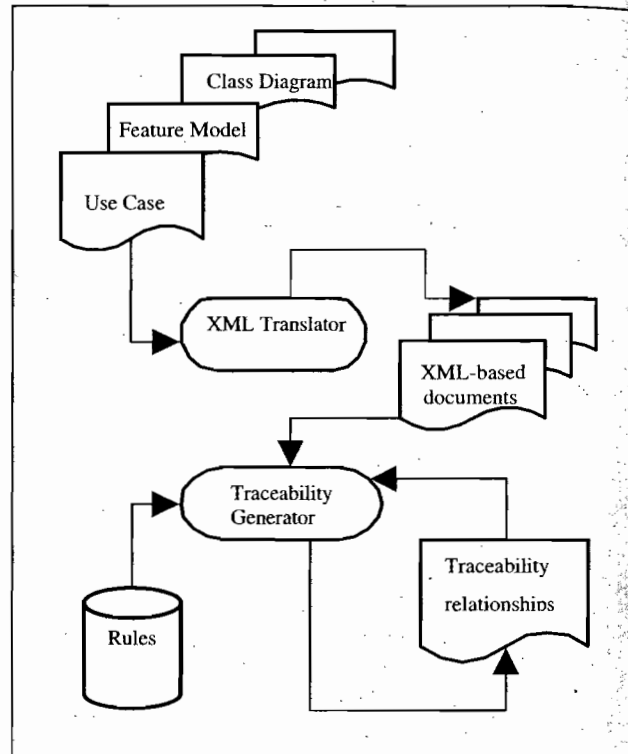 Class Diagram
Feature Model
Use Case
XML Translator
XML-based
documents
Traceability
Generator
Traceability
relationships
Rules